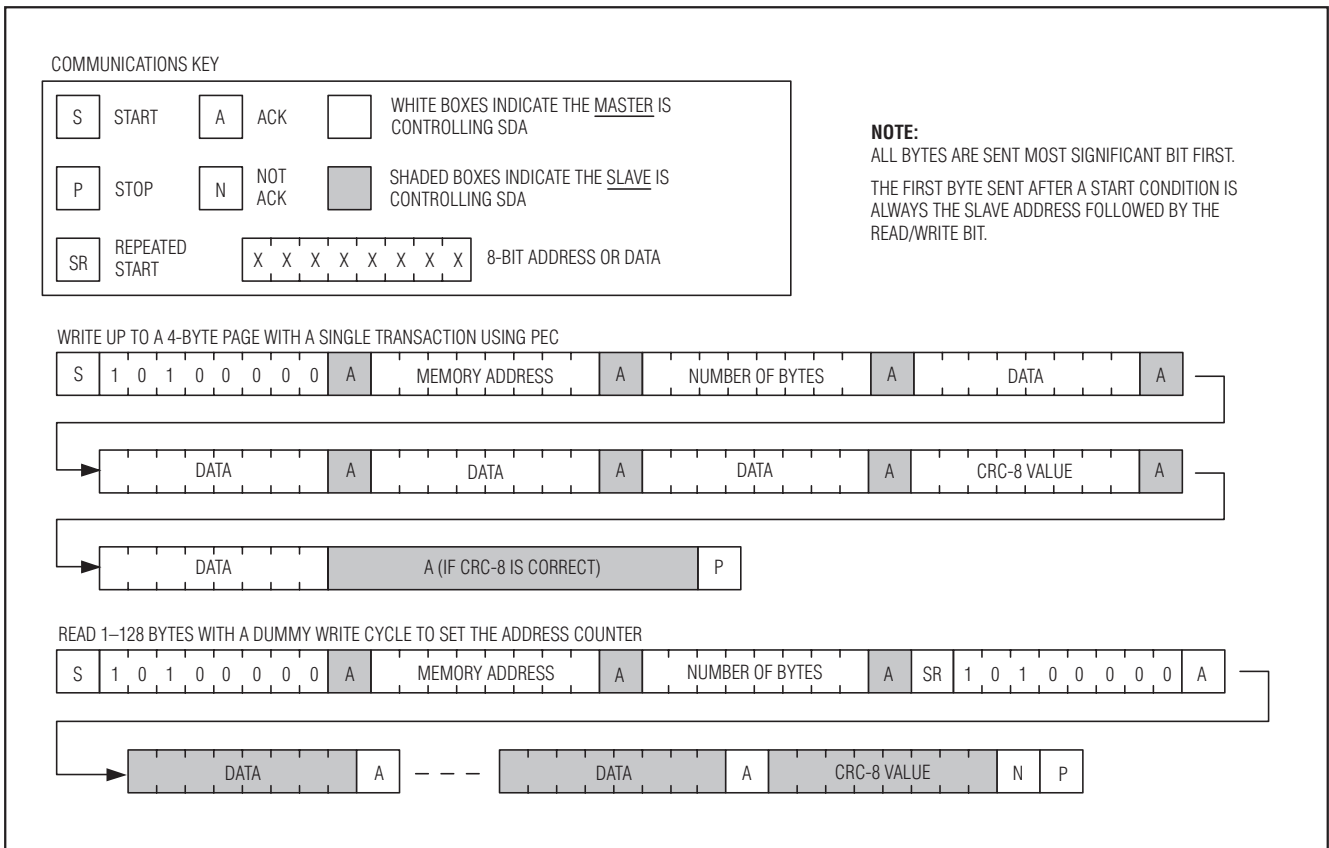 COMMUNICATIONS KEY
S START A ACK WHITE BOXES INDICATE THE MASTER IS
CONTROLLING SDA
P STOP N NOT
ACK SHADED BOXES INDICATE THE SLAVE IS
CONTROLLING SDA
SR REPEATED
START X X X X X X X X 8-BIT ADDRESS OR DATA
NOTE:
ALL BYTES ARE SENT MOST SIGNIFICANT BIT FIRST.
THE FIRST BYTE SENT AFTER A START CONDITION IS
ALWAYS THE SLAVE ADDRESS FOLLOWED BY THE
READ/WRITE BIT.
WRITE UP TO A 4-BYTE PAGE WITH A SINGLE TRANSACTION USING PEC
S 1 0 1 0 0 0 0 0 A MEMORY ADDRESS A NUMBER OF BYTES A DATA A
DATA A DATA A DATA A CRC-8 VALUE A
DATA A (IF CRC-8 IS CORRECT) P
READ 1–128 BYTES WITH A DUMMY WRITE CYCLE TO SET THE ADDRESS COUNTER
S 1 0 1 0 0 0 0 0 A MEMORY ADDRESS A NUMBER OF BYTES A SR 1 0 1 0 0 0 0 0 A
DATA A – – – DATA A CRC-8 VALUE N P